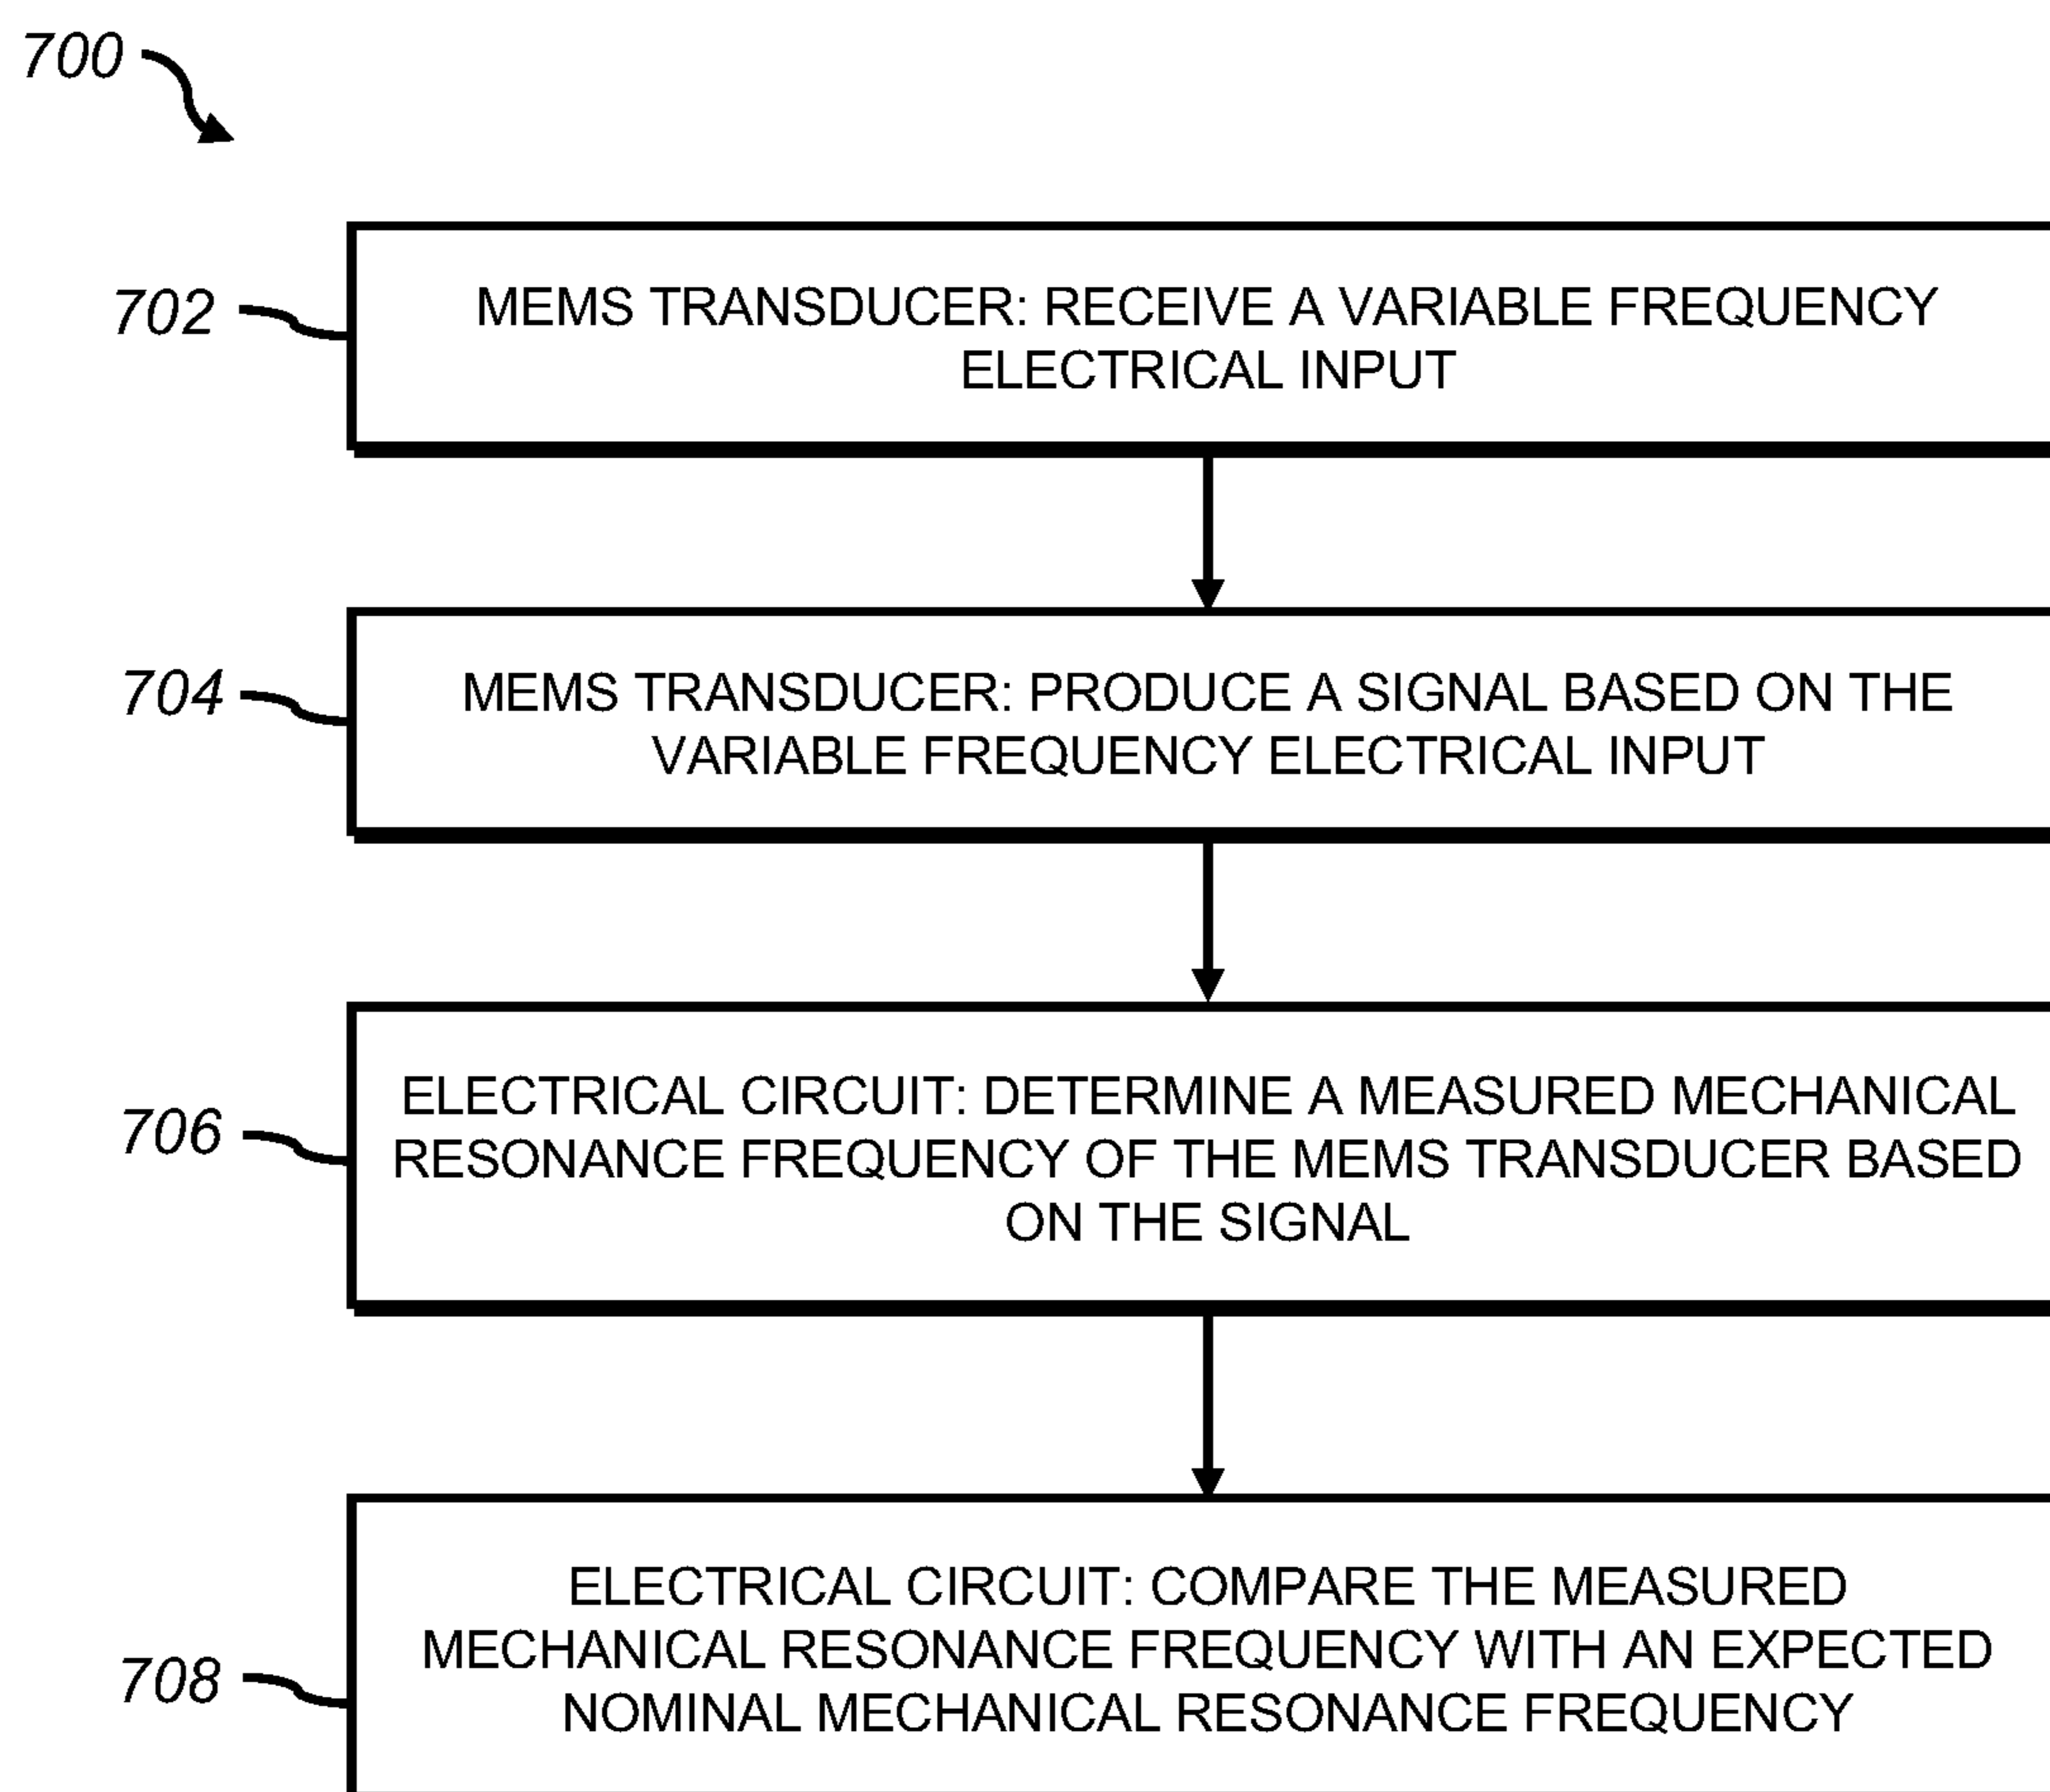 700
702
MEMS TRANSDUCER: RECEIVE A VARIABLE FREQUENCY
ELECTRICAL INPUT
704
MEMS TRANSDUCER: PRODUCE A SIGNAL BASED ON THE
VARIABLE FREQUENCY ELECTRICAL INPUT
706
ELECTRICAL CIRCUIT: DETERMINE A MEASURED MECHANICAL
RESONANCE FREQUENCY OF THE MEMS TRANSDUCER BASED
ON THE SIGNAL
708
ELECTRICAL CIRCUIT: COMPARE THE MEASURED
MECHANICAL RESONANCE FREQUENCY WITH AN EXPECTED
NOMINAL MECHANICAL RESONANCE FREQUENCY